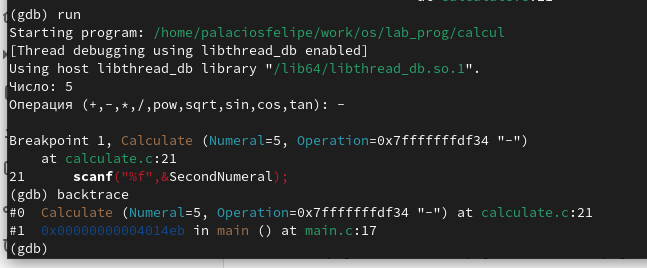 (gdb) run
Starting program: /home/palaciosfelipe/work/os/lab_prog/calcul
[Thread debugging using libthread_db enabled]
Using host libthread_db library "/lib64/libthread_db.so.1".
Число: 5
Операция (+,-,*,/,pow,sqrt,sin,cos,tan): -
Breakpoint 1, Calculate (Numeral=5, Operation=0x7fffffffdf34 "-")
at calculate.c:21
21 scanf("%f",&SecondNumeral);
(gdb) backtrace
#0 Calculate (Numeral=5, Operation=0x7fffffffdf34 "-") at calculate.c:21
#1 0x00000000004014eb in main () at main.c:17
(gdb)